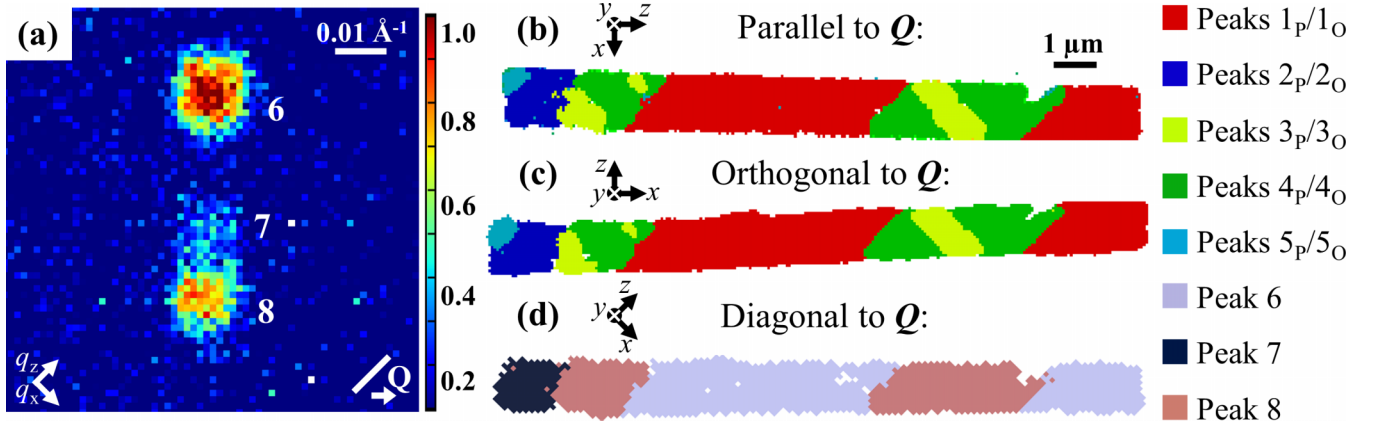 (a)
0.01 Å⁻¹
6
7
8
q_z
q_x
Q
1.0
0.8
0.6
0.4
0.2
(b)
y z
x
Parallel to Q:
1 µm
(c)
z
y x
Orthogonal to Q:
(d)
z
y
x
Diagonal to Q:
Peaks 1_P/1_O
Peaks 2_P/2_O
Peaks 3_P/3_O
Peaks 4_P/4_O
Peaks 5_P/5_O
Peak 6
Peak 7
Peak 8